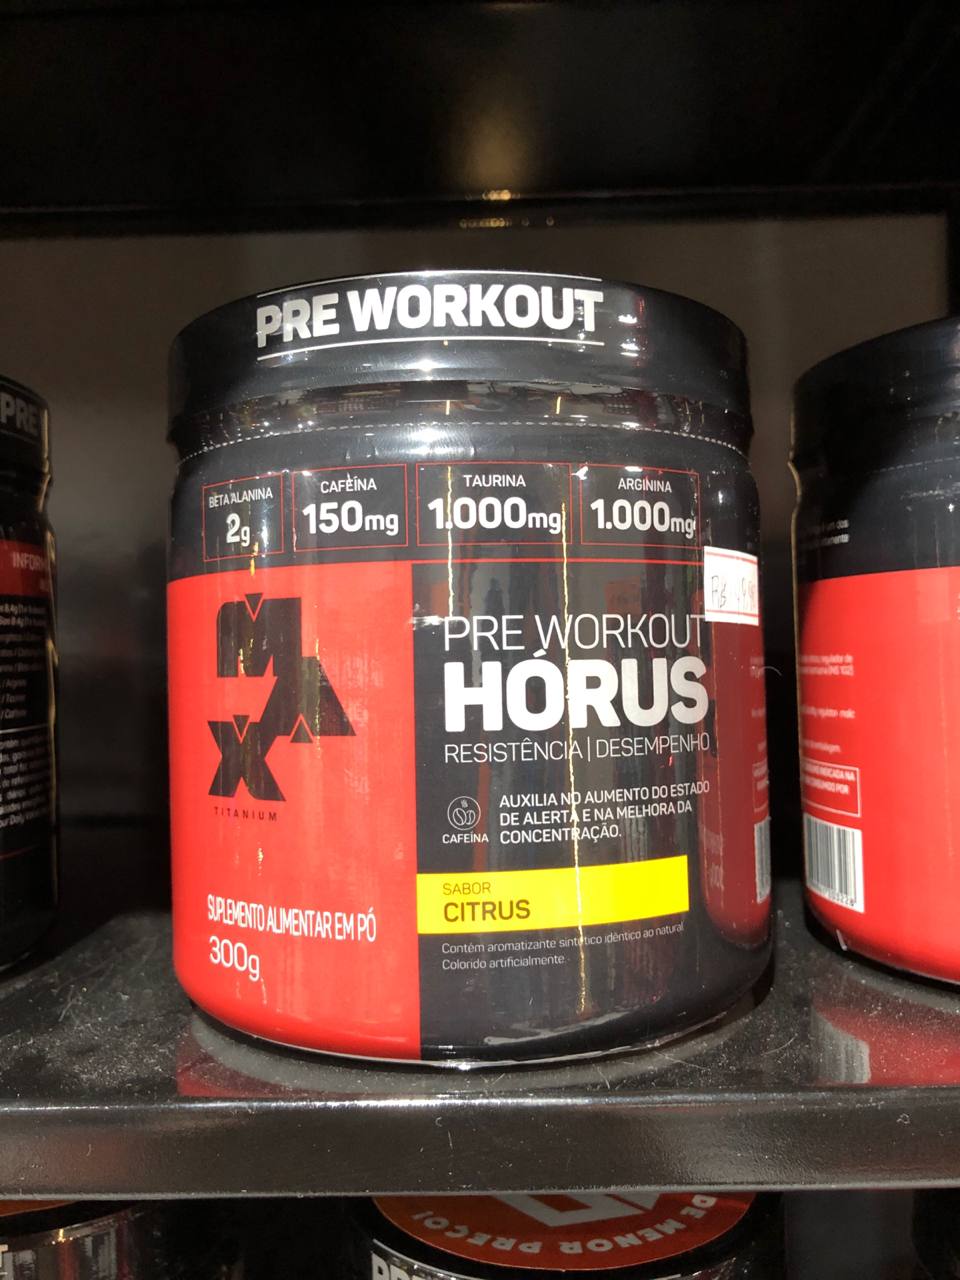 PRE WORKOUT
BETA ALANINA
2g
CAFEÍNA
150mg
TAURINA
1.000mg
ARGININA
1.000mg
MAX
TITANIUM
PRE WORKOUT
HÓRUS
RESISTÊNCIA | DESEMPENHO
CAFEÍNA
AUXILIA NO AUMENTO DO ESTADO
DE ALERTA E NA MELHORA DA
CONCENTRAÇÃO.
SABOR
CITRUS
Contém aromatizante sintético idêntico ao natural
Colorido artificialmente.
SUPLEMENTO ALIMENTAR EM PÓ
300g
PRE
DE MENOR PREÇO!